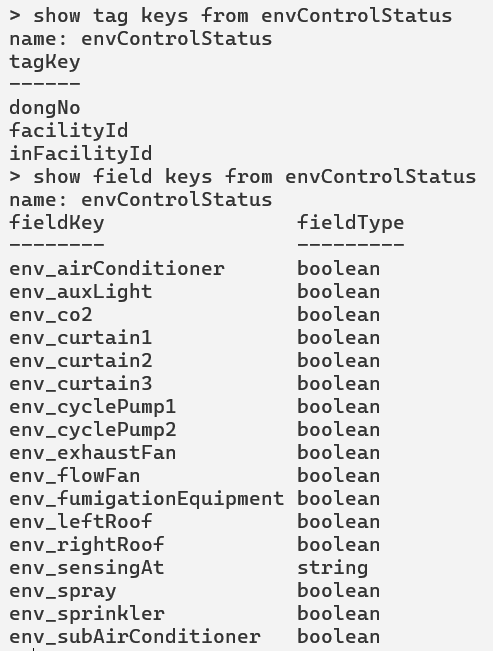 > show tag keys from envControlStatus
name: envControlStatus
tagKey
------
dongNo
facilityId
inFacilityId
> show field keys from envControlStatus
name: envControlStatus
fieldKey fieldType
-------- ---------
env_airConditioner boolean
env_auxLight boolean
env_co2 boolean
env_curtain1 boolean
env_curtain2 boolean
env_curtain3 boolean
env_cyclePump1 boolean
env_cyclePump2 boolean
env_exhaustFan boolean
env_flowFan boolean
env_fumigationEquipment boolean
env_leftRoof boolean
env_rightRoof boolean
env_sensingAt string
env_spray boolean
env_sprinkler boolean
env_subAirConditioner boolean